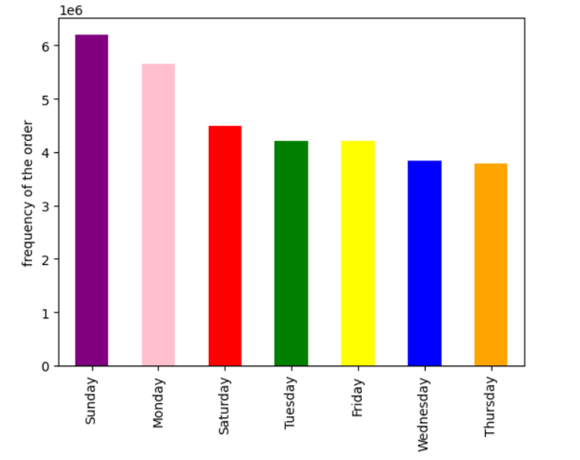 1e6
frequency of the order
6
5
4
3
2
1
0
Sunday
Monday
Saturday
Tuesday
Friday
Wednesday
Thursday